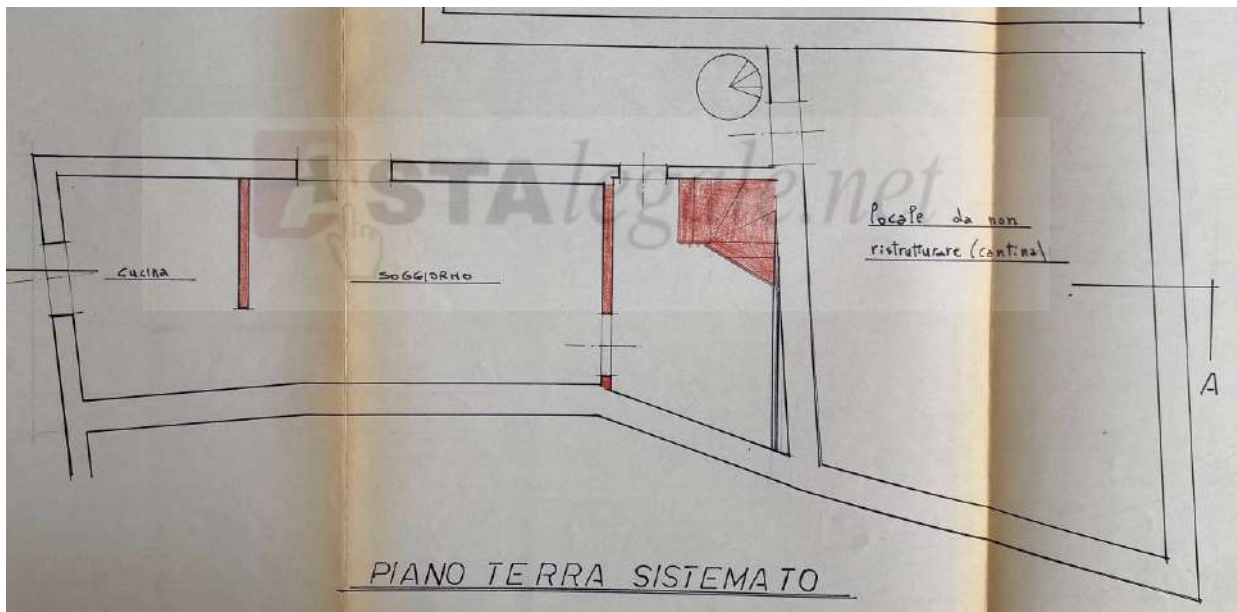 ASTAlegale.net
locale da non
ristrutturare (cantina)
cucina
SOGGIORNO
A
PIANO TERRA SISTEMATO